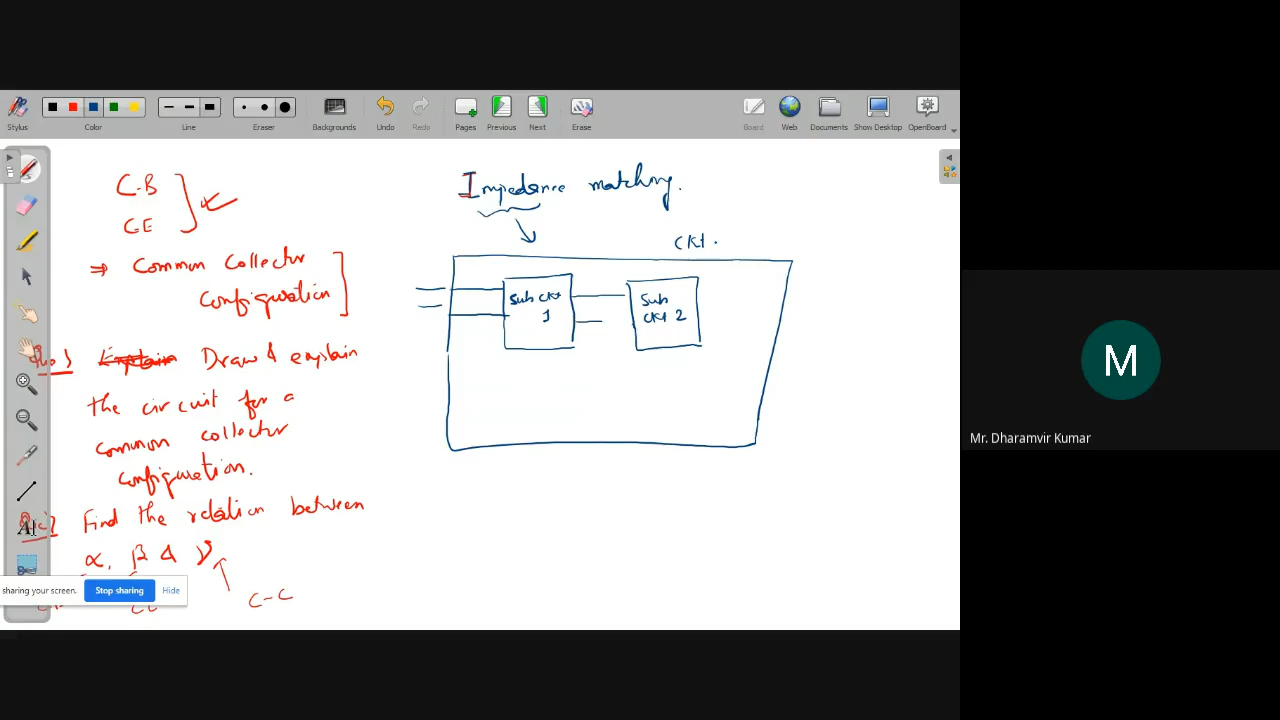 Stylus
Color
Line
Eraser
Backgrounds
Undo
Redo
Pages
Previous
Next
Erase
Board
Web
Documents
Show Desktop
OpenBoard
C-B
CE
⇒ Common Collector
Configuration
Draw & explain
the circuit for a
common collector
configuration.
Find the relation between
α, β & γ
C-C
Impedance matching.
Ckt.
Sub Ckt
1
Sub
Ckt 2
sharing your screen.
Stop sharing
Hide
M
Mr. Dharamvir Kumar